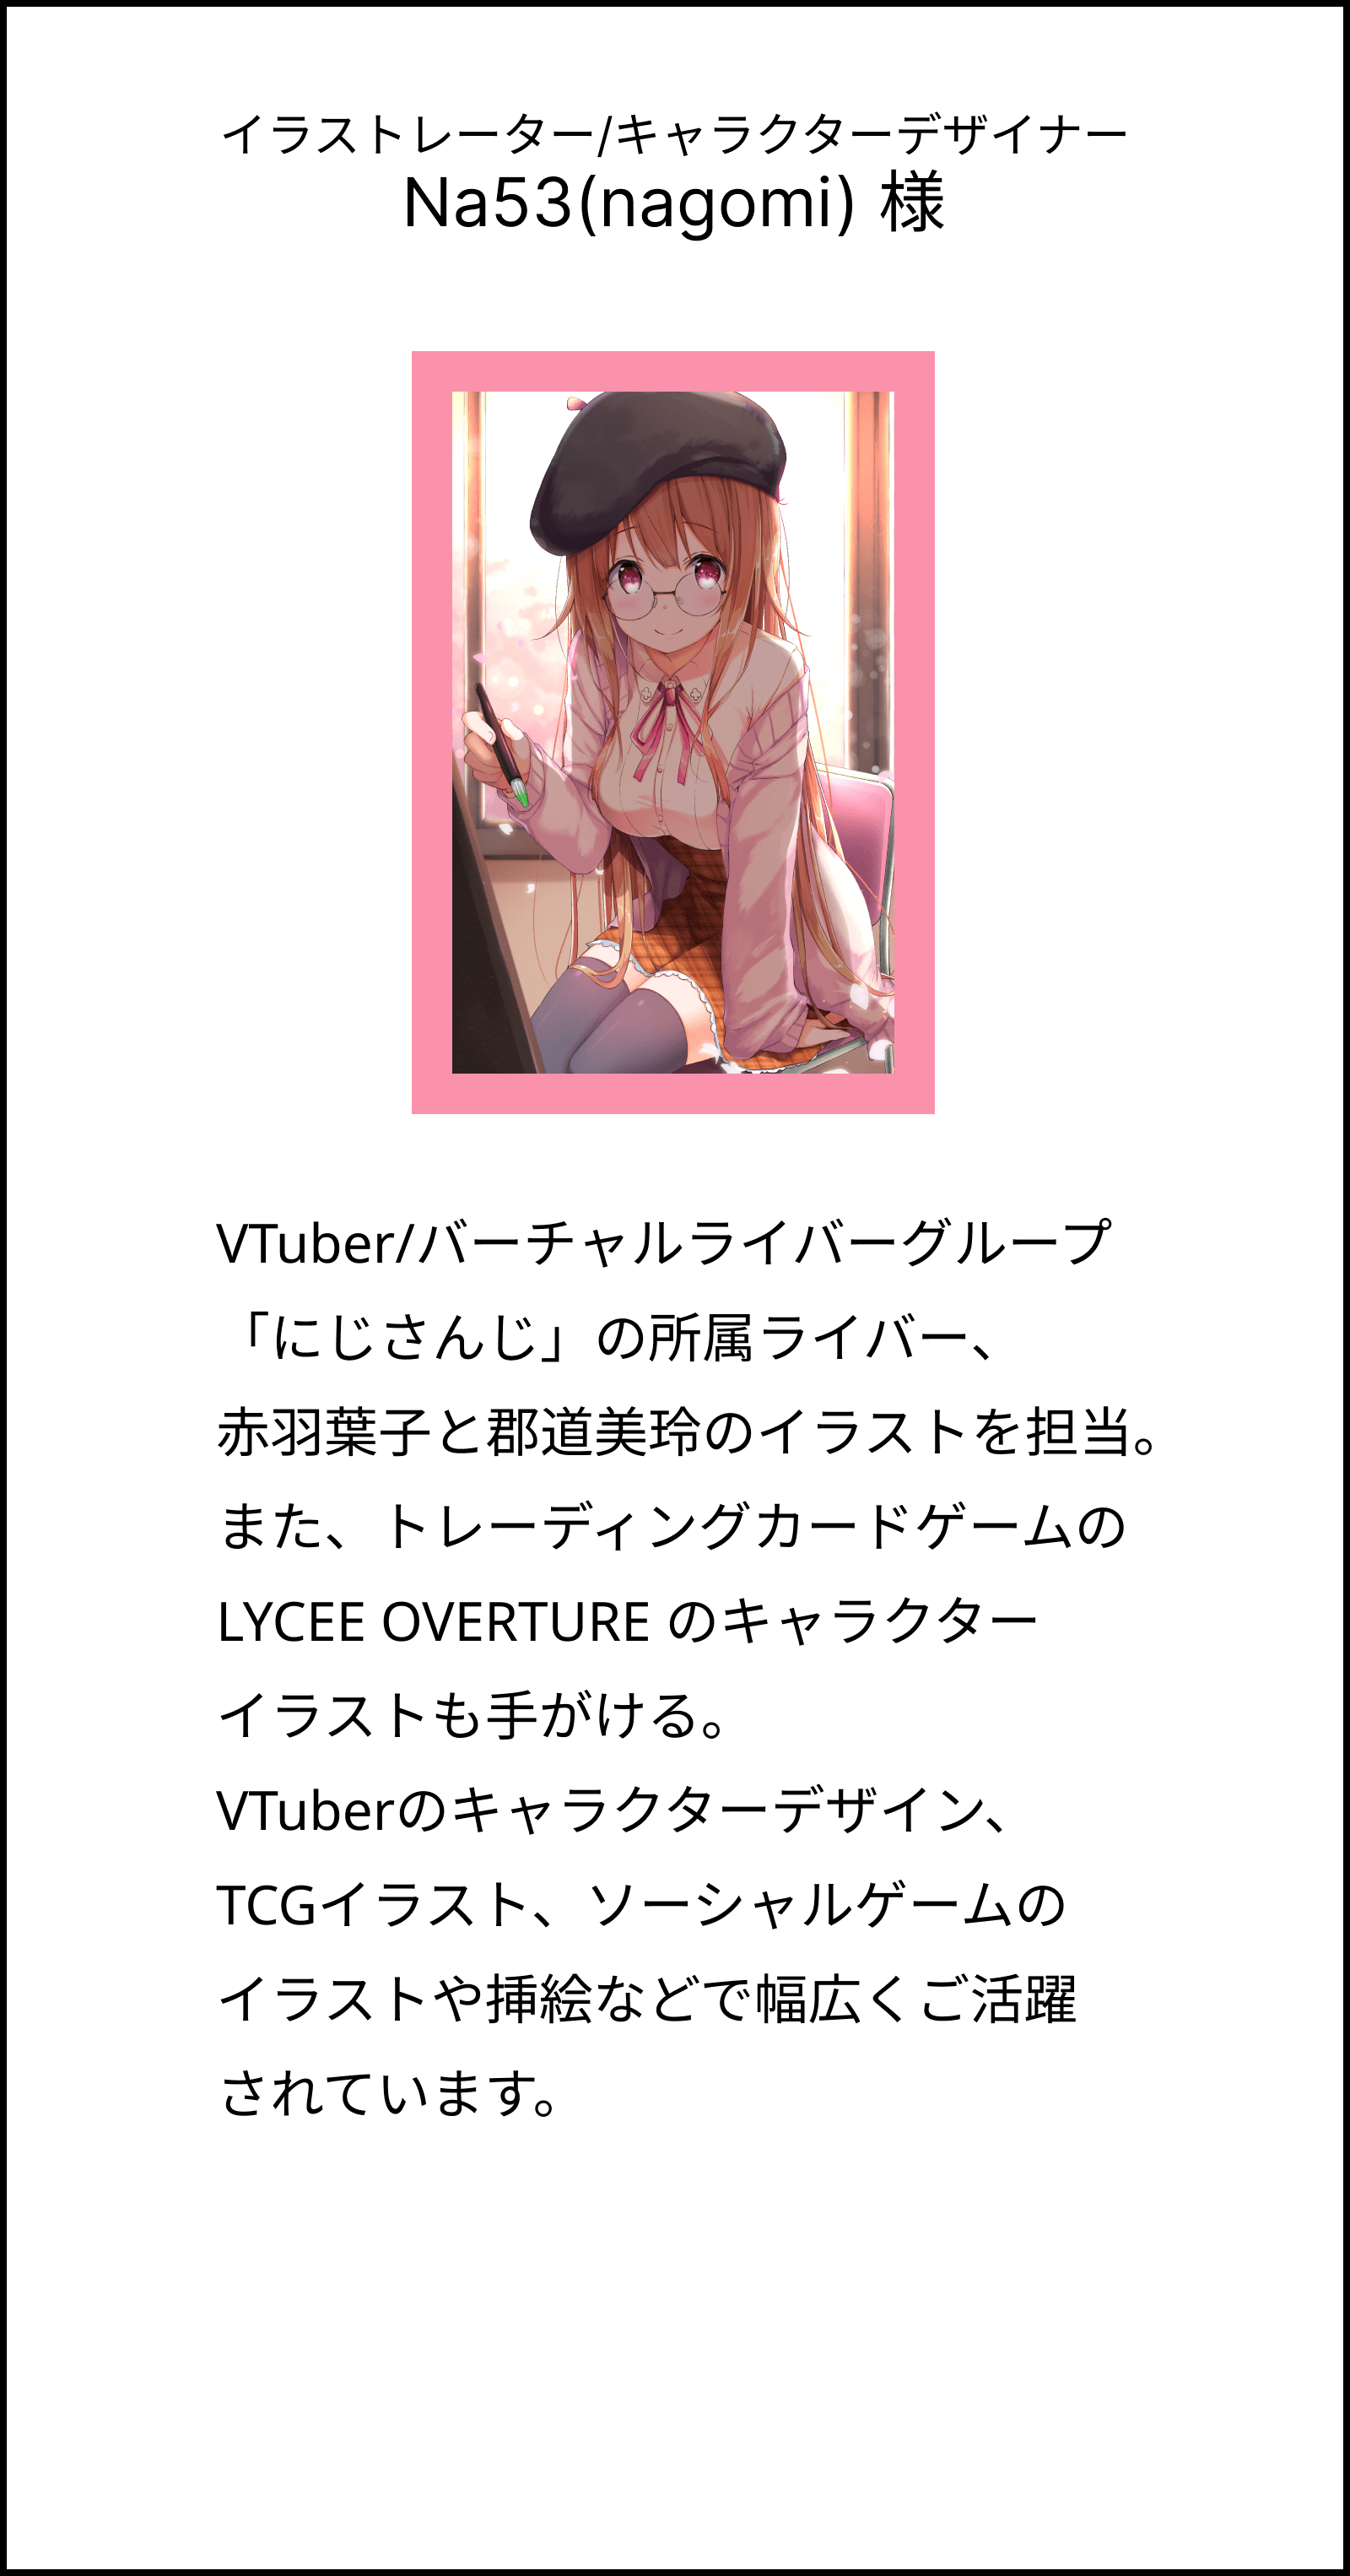 イラストレーター/キャラクターデザイナー
Na53(nagomi) 様
VTuber/バーチャルライバーグループ
「にじさんじ」の所属ライバー、
赤羽葉子と郡道美玲のイラストを担当。
また、トレーディングカードゲームの
LYCEE OVERTURE のキャラクター
イラストも手がける。
VTuberのキャラクターデザイン、
TCGイラスト、ソーシャルゲームの
イラストや挿絵などで幅広くご活躍
されています。